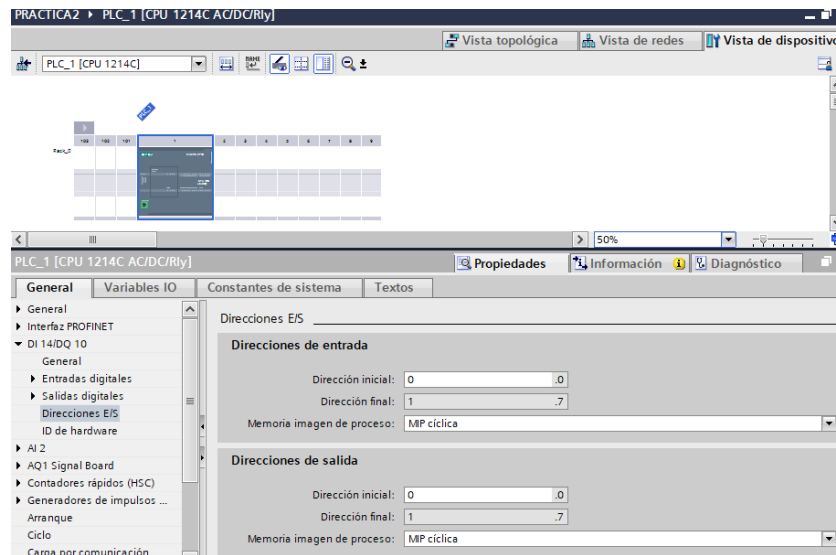 PRACTICA2 ▸ PLC_1 [CPU 1214C AC/DC/Rly]
Vista topológica Vista de redes Vista de dispositivo
PLC_1 [CPU 1214C]
PLC_1
103 102 101 1 2 3 4 5 6 7 8 9
Rack_0
50%
PLC_1 [CPU 1214C AC/DC/Rly]
Propiedades Información Diagnóstico
General Variables IO Constantes de sistema Textos
General
Interfaz PROFINET
DI 14/DQ 10
General
Entradas digitales
Salidas digitales
Direcciones E/S
ID de hardware
AI 2
AQ1 Signal Board
Contadores rápidos (HSC)
Generadores de impulsos ...
Arranque
Ciclo
Carga por comunicación
Direcciones E/S
Direcciones de entrada
Dirección inicial: 0 .0
Dirección final: 1 .7
Memoria imagen de proceso: MIP cíclica
Direcciones de salida
Dirección inicial: 0 .0
Dirección final: 1 .7
Memoria imagen de proceso: MIP cíclica